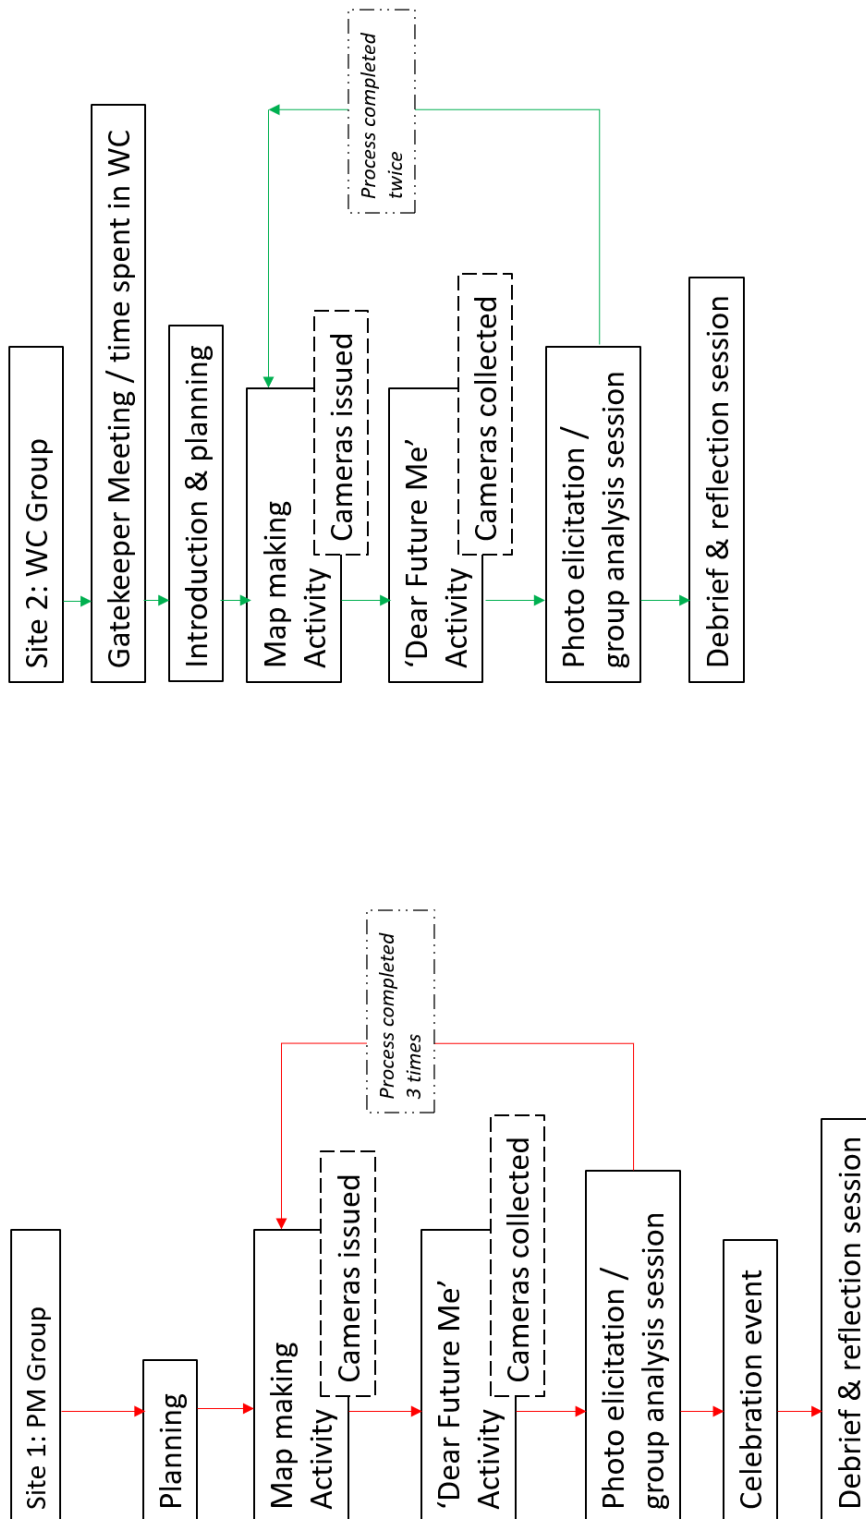 Site 1: PM Group
Planning
Map making
Activity
Cameras issued
‘Dear Future Me’
Activity
Cameras collected
Photo elicitation /
group analysis session
Celebration event
Debrief & reflection session
Process completed
3 times
Site 2: WC Group
Gatekeeper Meeting / time spent in WC
Introduction & planning
Map making
Activity
Cameras issued
‘Dear Future Me’
Activity
Cameras collected
Photo elicitation /
group analysis session
Debrief & reflection session
Process completed
twice